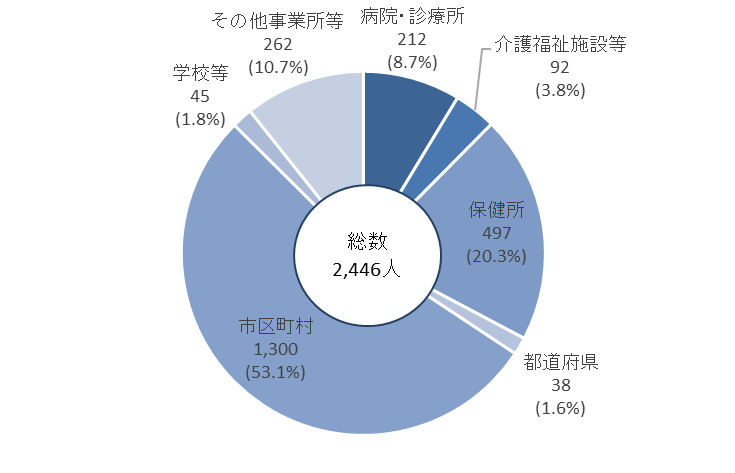 病院・診療所
212
(8.7%)
介護福祉施設等
92
(3.8%)
保健所
497
(20.3%)
都道府県
38
(1.6%)
市区町村
1,300
(53.1%)
学校等
45
(1.8%)
その他事業所等
262
(10.7%)
総数
2,446人